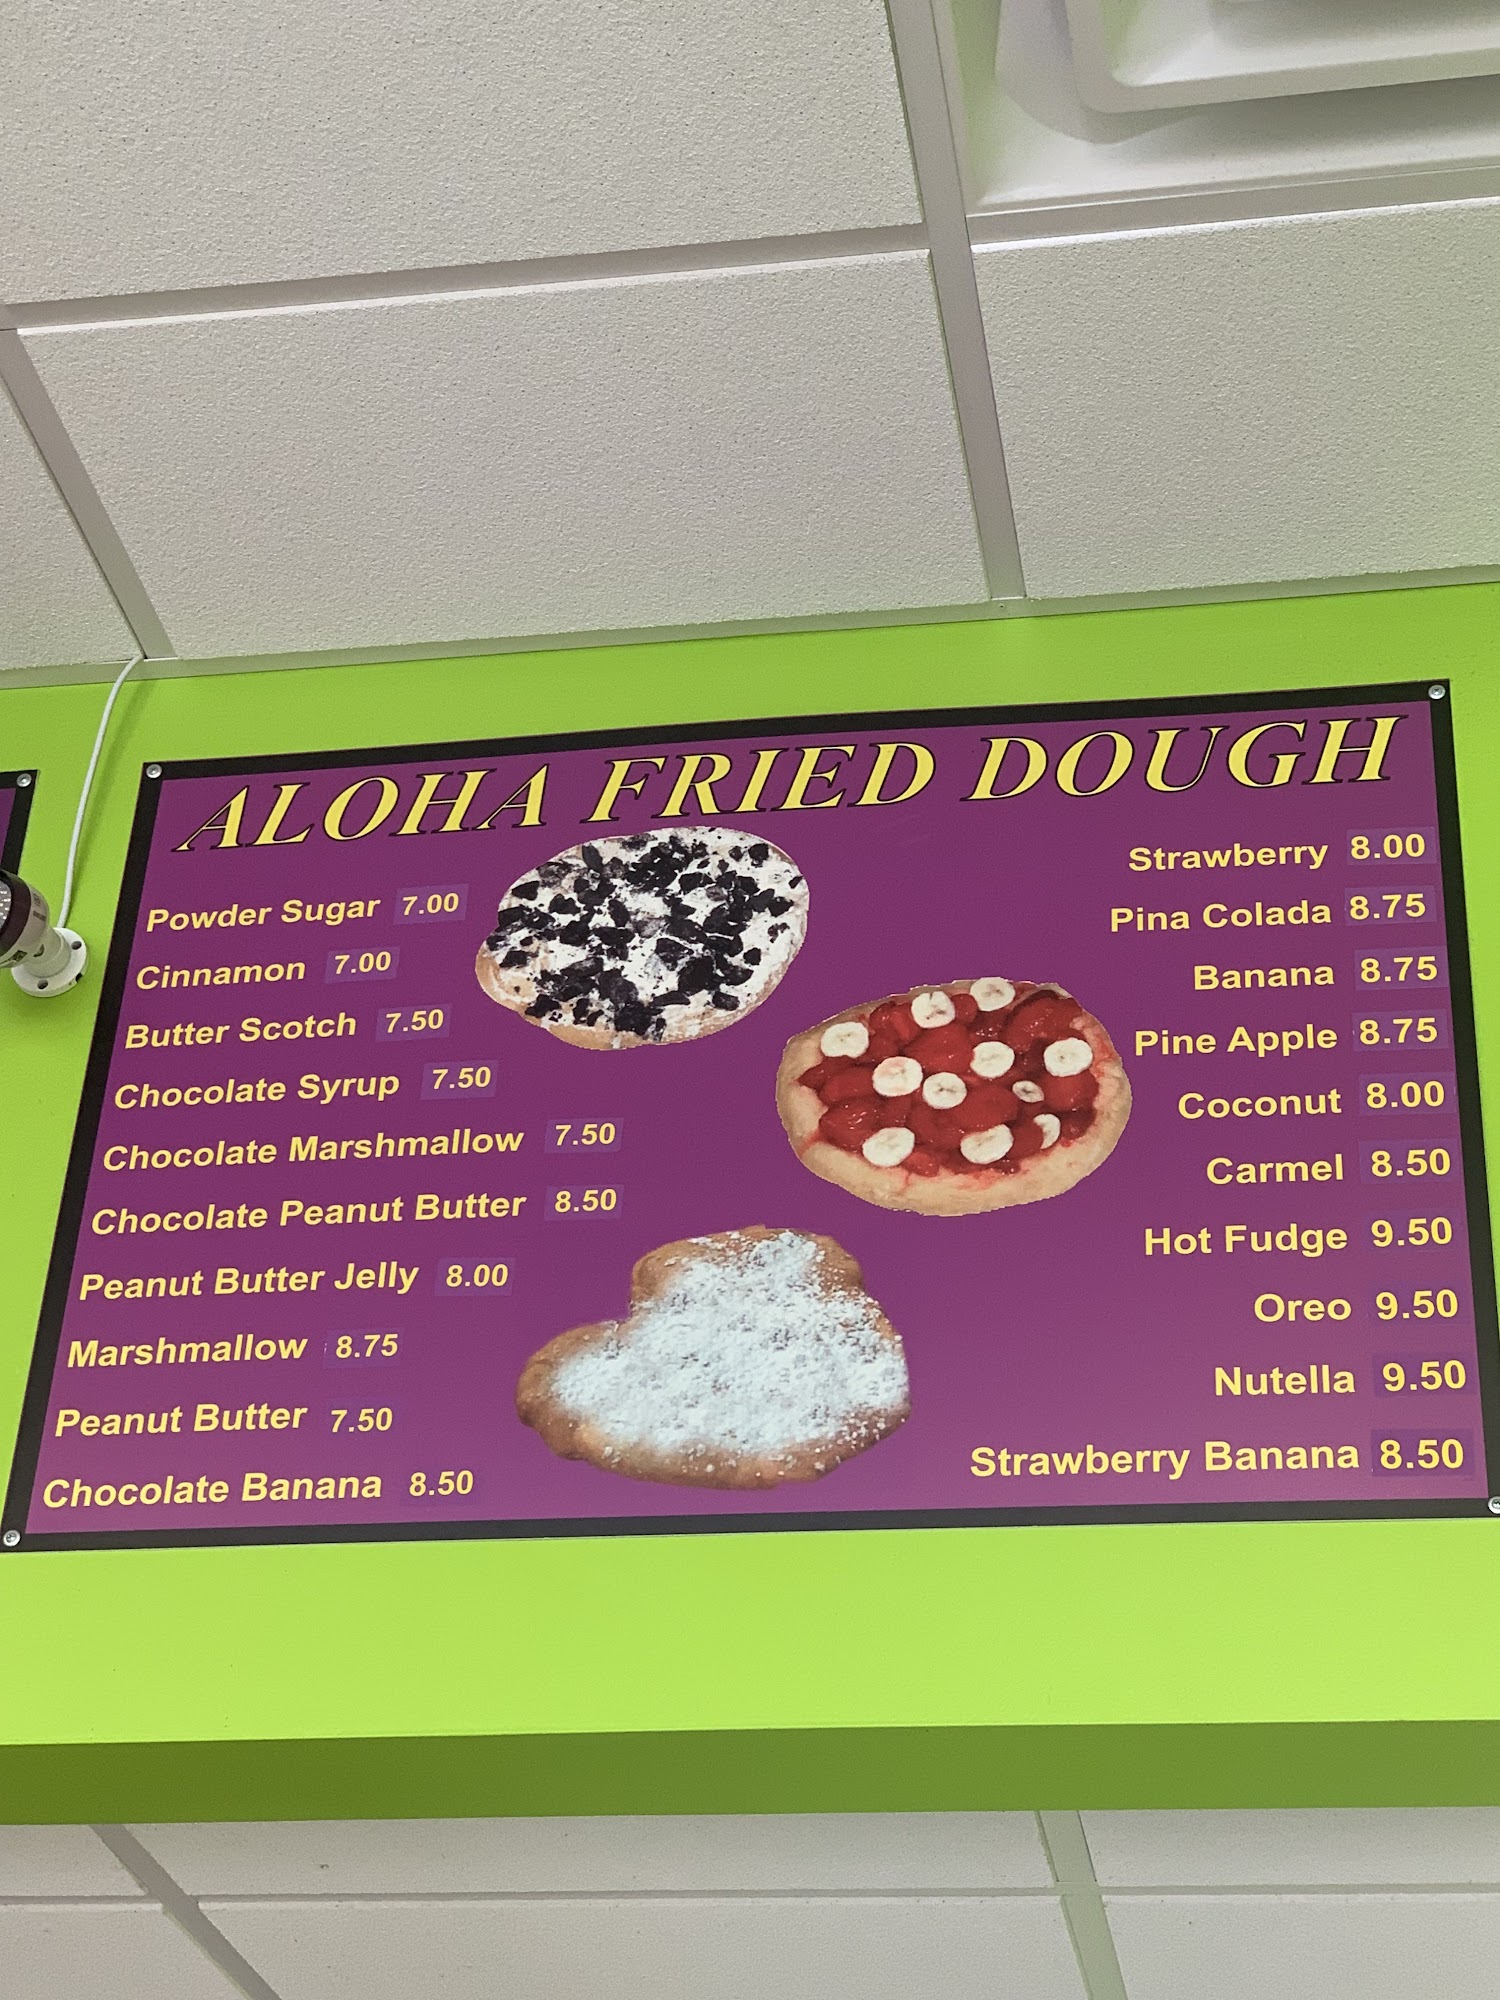 ALOHA FRIED DOUGH
Powder Sugar 7.00
Cinnamon 7.00
Butter Scotch 7.50
Chocolate Syrup 7.50
Chocolate Marshmallow 7.50
Chocolate Peanut Butter 8.50
Peanut Butter Jelly 8.00
Marshmallow 8.75
Peanut Butter 7.50
Chocolate Banana 8.50
Strawberry 8.00
Pina Colada 8.75
Banana 8.75
Pine Apple 8.75
Coconut 8.00
Carmel 8.50
Hot Fudge 9.50
Oreo 9.50
Nutella 9.50
Strawberry Banana 8.50